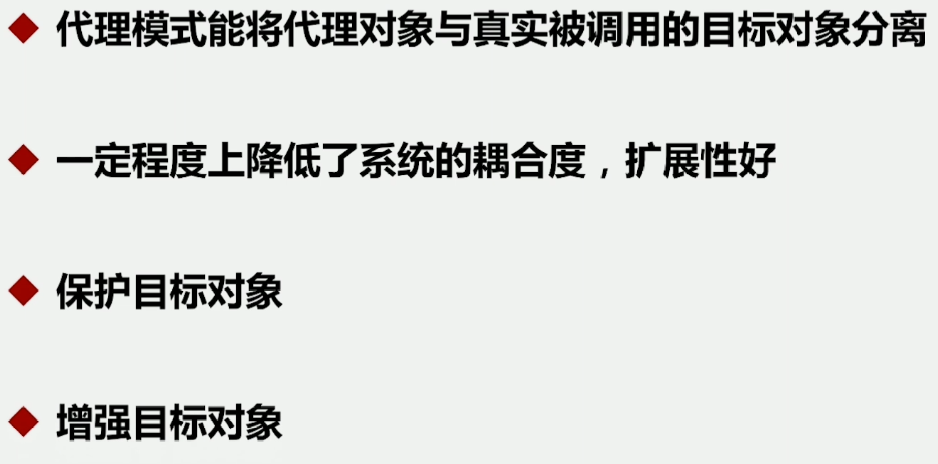 代理模式能将代理对象与真实被调用的目标对象分离
一定程度上降低了系统的耦合度，扩展性好
保护目标对象
增强目标对象